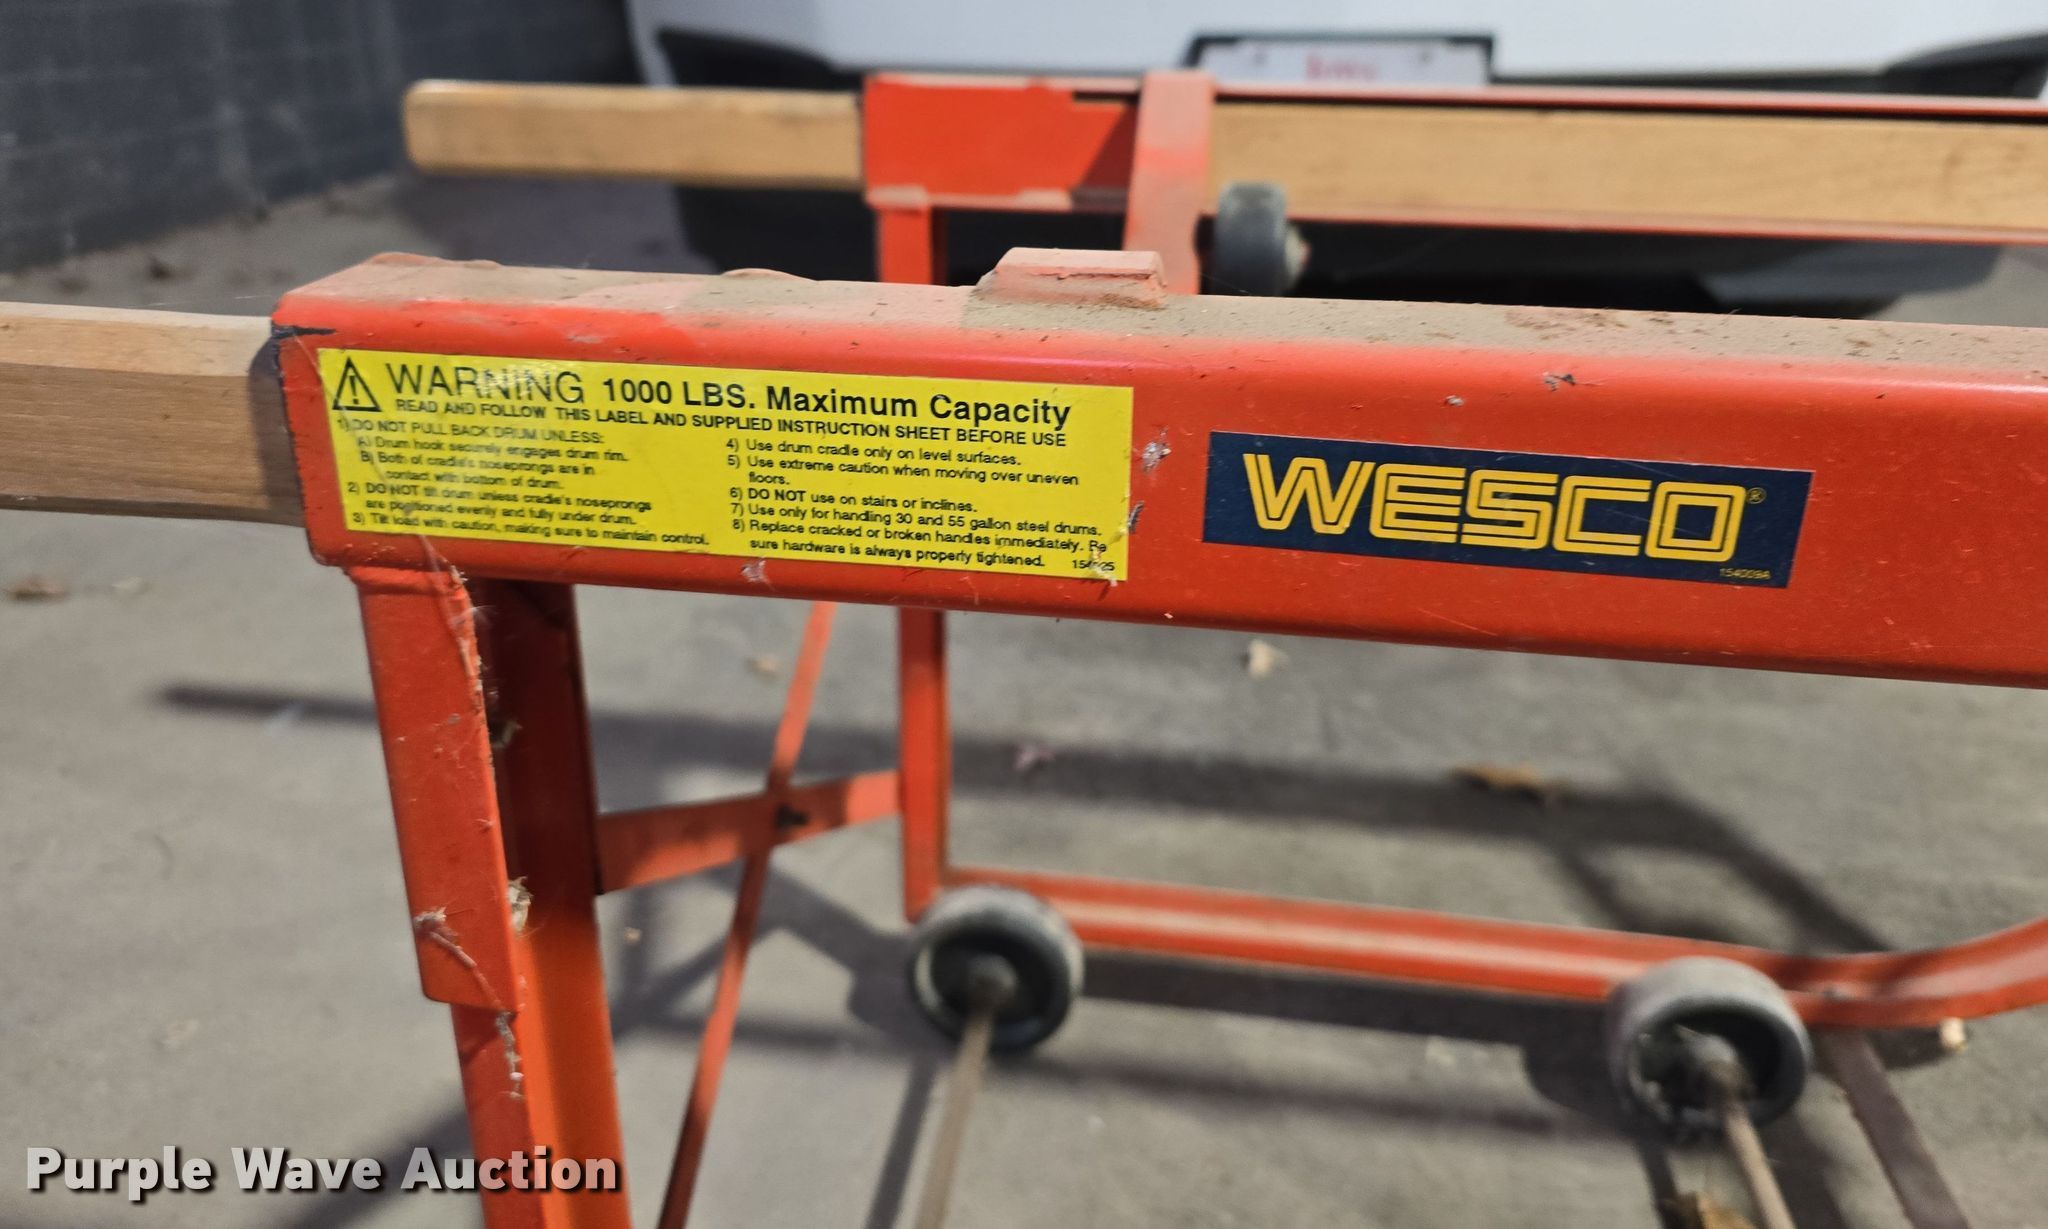 WARNING 1000 LBS. Maximum Capacity
READ AND FOLLOW THIS LABEL AND SUPPLIED INSTRUCTION SHEET BEFORE USE
1) DO NOT PULL BACK DRUM UNLESS:
A) Drum hook securely engages drum rim.
B) Both of cradle's noseprongs are in
contact with bottom of drum.
2) DO NOT tilt drum unless cradle's noseprongs
are positioned evenly and fully under drum.
3) Tilt load with caution, making sure to maintain control.
4) Use drum cradle only on level surfaces.
5) Use extreme caution when moving over uneven
floors.
6) DO NOT use on stairs or inclines.
7) Use only for handling 30 and 55 gallon steel drums.
8) Replace cracked or broken handles immediately. Be
sure hardware is always properly tightened.
WESCO®
Purple Wave Auction